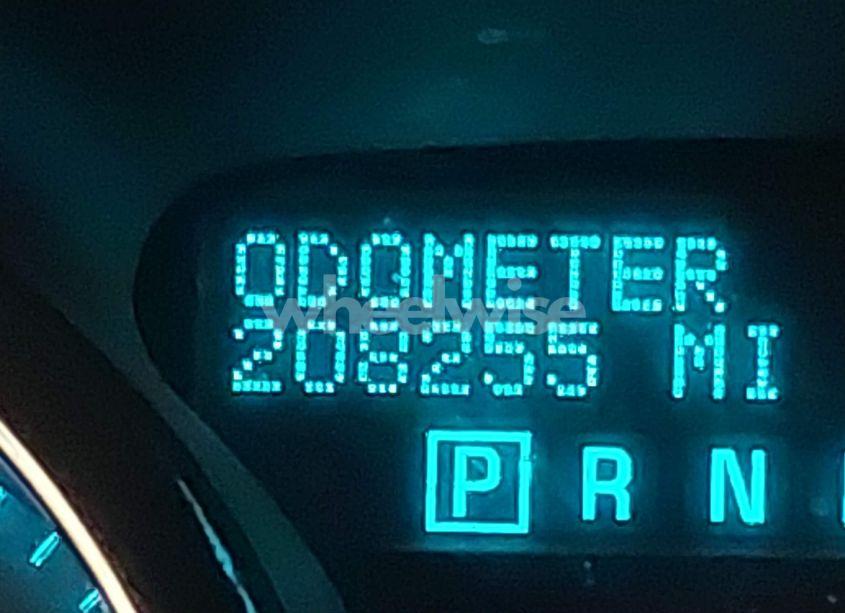 ODOMETER
wheelwise
208255 MI
P R N